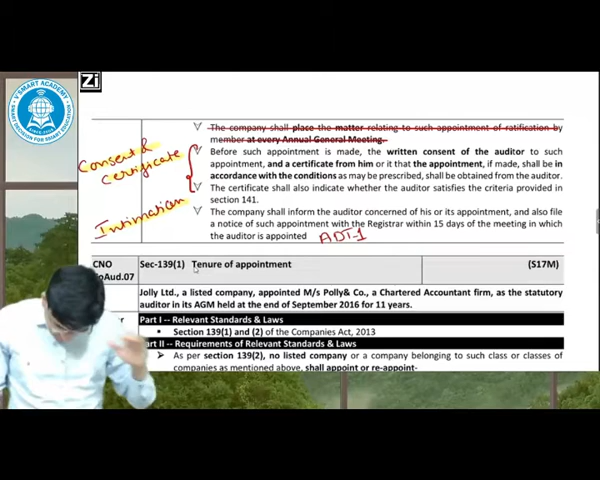 V'SMART ACADEMY
Zi
The company shall place the matter relating to such appointment of ratification by
member at every Annual General Meeting.
Consent &
Certificate
Before such appointment is made, the written consent of the auditor to such
appointment, and a certificate from him or it that the appointment, if made, shall be in
accordance with the conditions as may be prescribed, shall be obtained from the auditor.
The certificate shall also indicate whether the auditor satisfies the criteria provided in
section 141.
Intimation
The company shall inform the auditor concerned of his or its appointment, and also file
a notice of such appointment with the Registrar within 15 days of the meeting in which
the auditor is appointed ADT-1
CNO Sec-139(1) Tenure of appointment (S17M)
CoAud.07
Jolly Ltd., a listed company, appointed M/s Polly& Co., a Chartered Accountant firm, as the statutory
auditor in its AGM held at the end of September 2016 for 11 years.
Part I -- Relevant Standards & Laws
Section 139(1) and (2) of the Companies Act, 2013
Part II -- Requirements of Relevant Standards & Laws
As per section 139(2), no listed company or a company belonging to such class or classes of
companies as mentioned above, shall appoint or re-appoint-